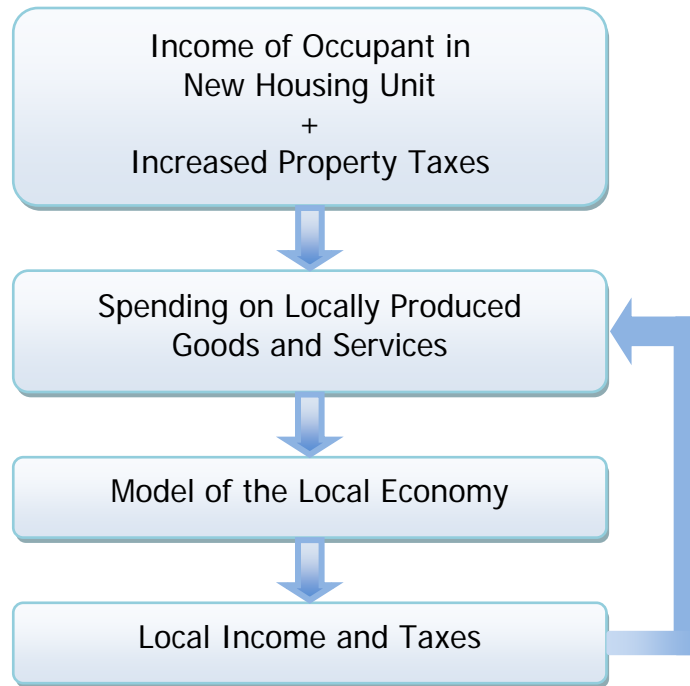 Income of Occupant in
New Housing Unit
+
Increased Property Taxes
Spending on Locally Produced
Goods and Services
Model of the Local Economy
Local Income and Taxes